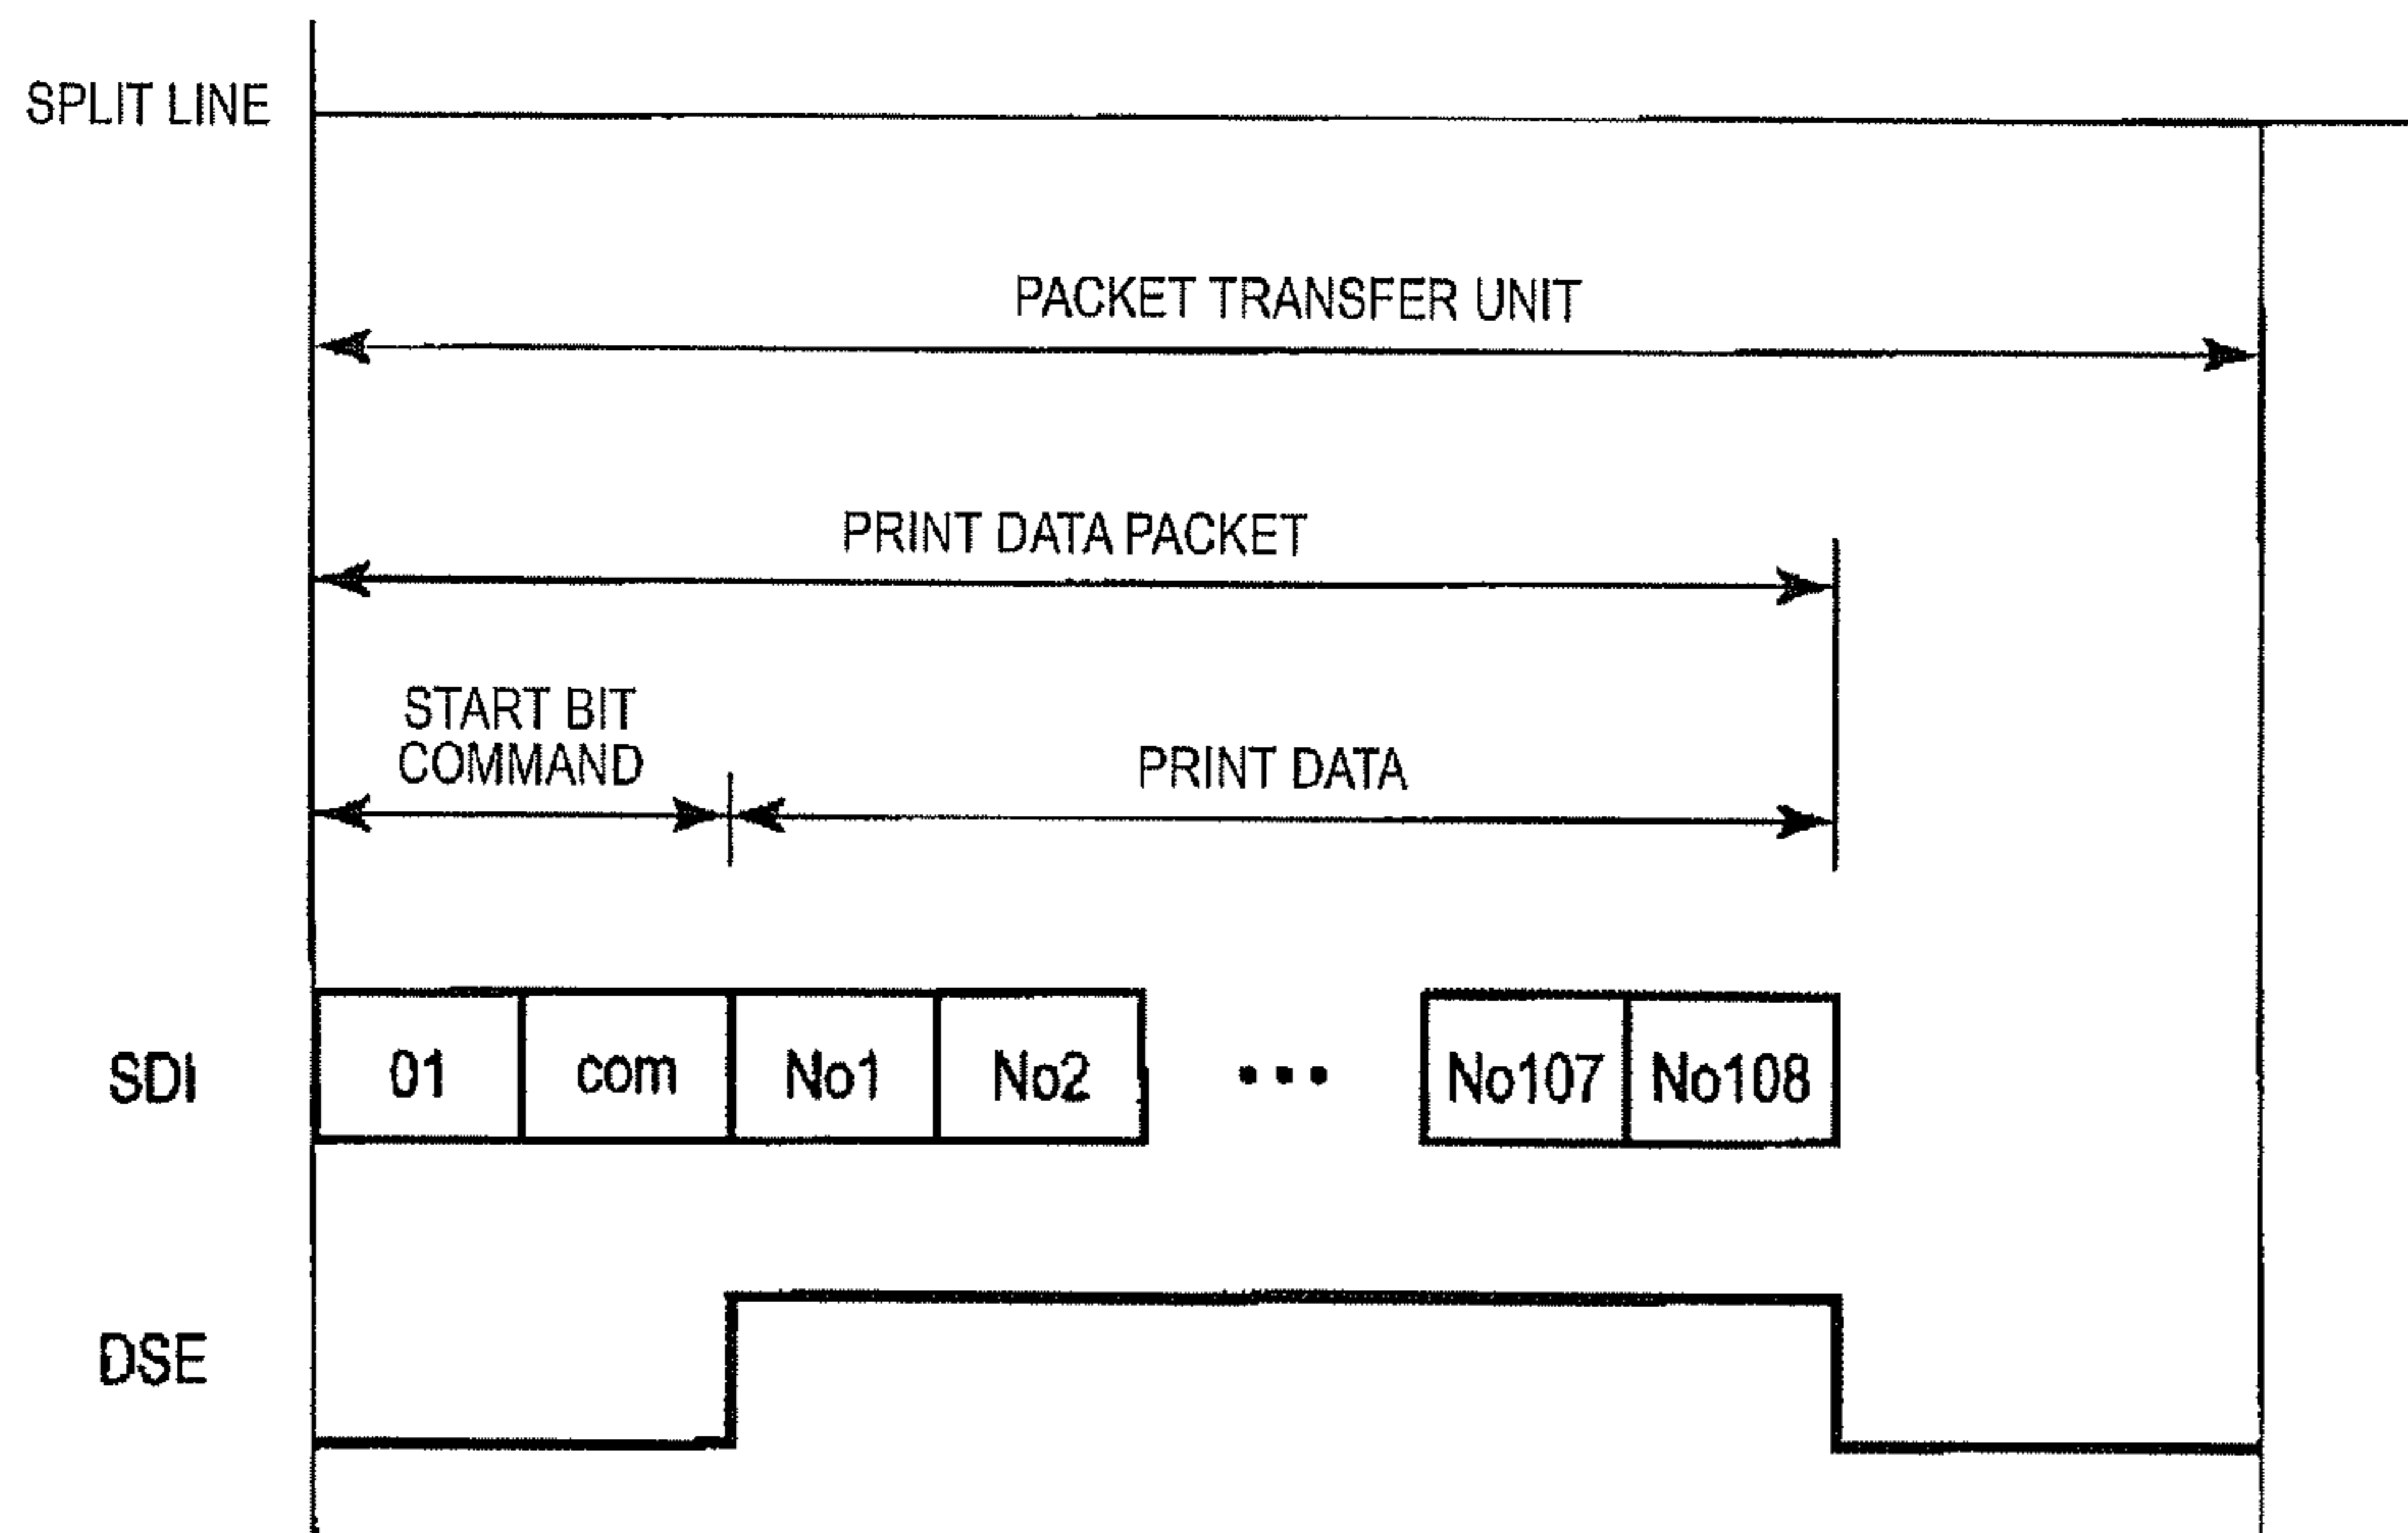 SPLIT LINE
PACKET TRANSFER UNIT
PRINT DATA PACKET
START BIT
COMMAND
PRINT DATA
SDI 01 com No1 No2 ••• No107 No108
DSE